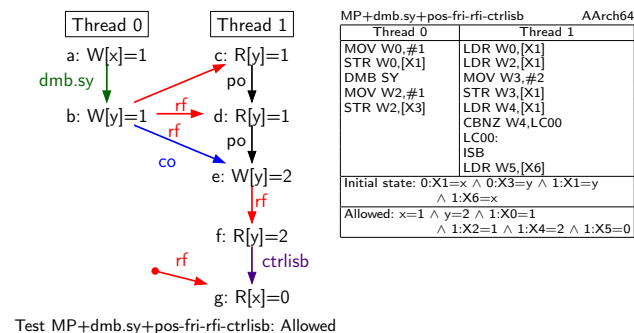 Thread 0 Thread 1
a: W[x]=1 c: R[y]=1
dmb.sy po
rf
b: W[y]=1 d: R[y]=1
rf
po
co
e: W[y]=2
rf
f: R[y]=2
rf ctrlisb
g: R[x]=0
Test MP+dmb.sy+pos-fri-rfi-ctrlisb: Allowed
MP+dmb.sy+pos-fri-rfi-ctrlisb AArch64
Thread 0 Thread 1
MOV W0,#1 LDR W0,[X1]
STR W0,[X1] LDR W2,[X1]
DMB SY MOV W3,#2
MOV W2,#1 STR W3,[X1]
STR W2,[X3] LDR W4,[X1]
CBNZ W4,LC00
LC00:
ISB
LDR W5,[X6]
Initial state: 0:X1=x ∧ 0:X3=y ∧ 1:X1=y
∧ 1:X6=x
Allowed: x=1 ∧ y=2 ∧ 1:X0=1
∧ 1:X2=1 ∧ 1:X4=2 ∧ 1:X5=0